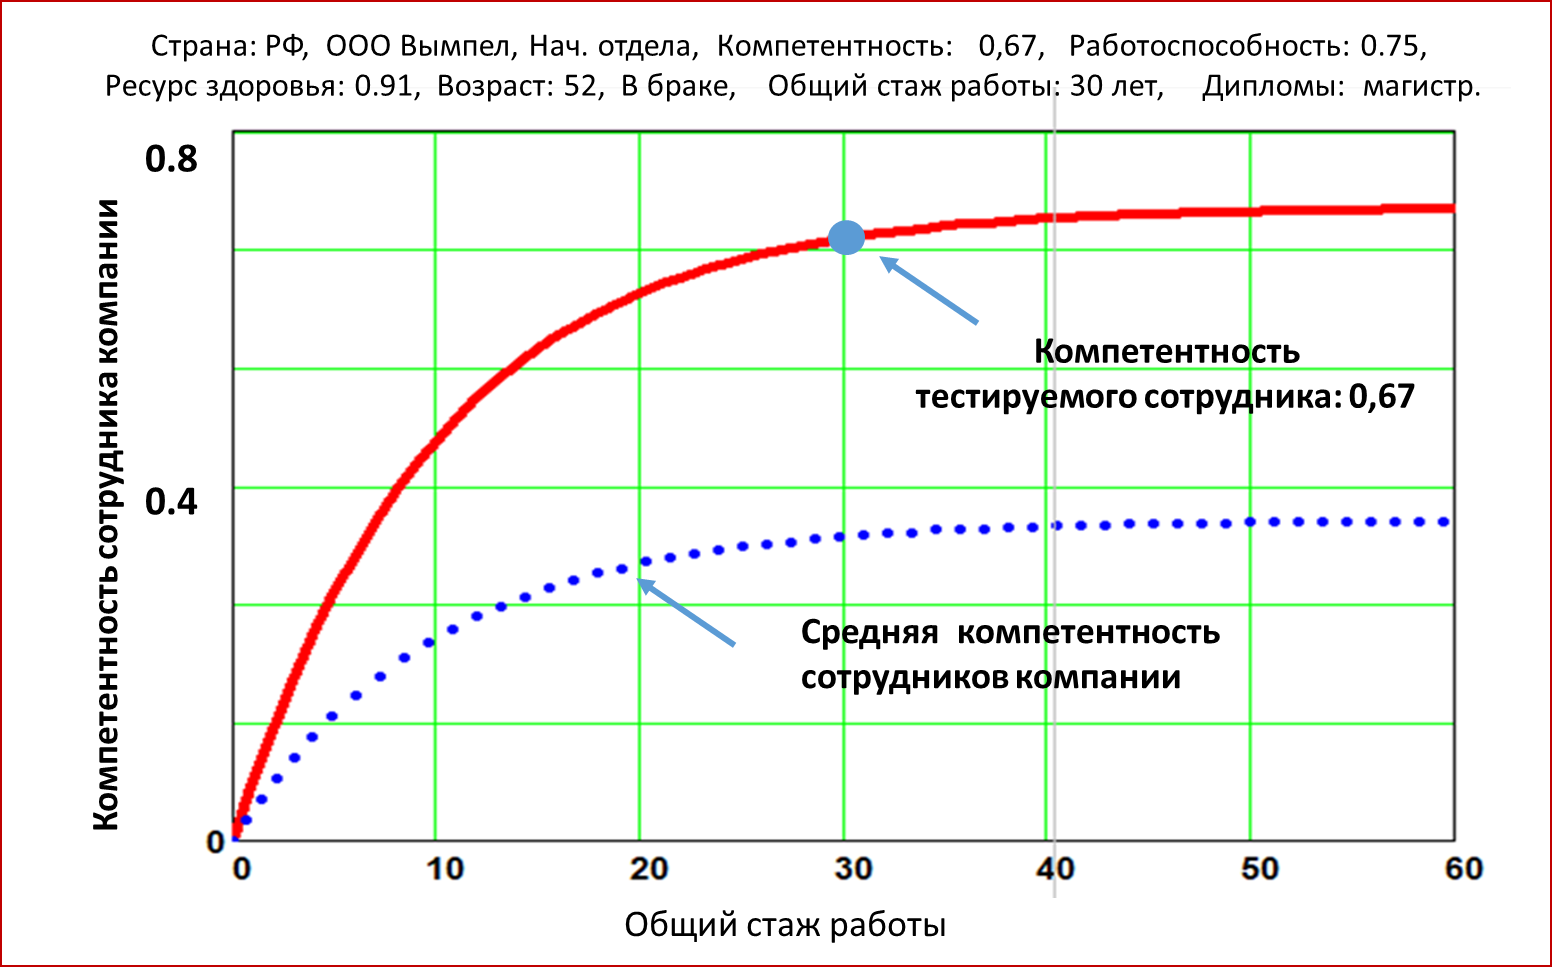 Страна: РФ, ООО Вымпел, Нач. отдела, Компетентность: 0,67, Работоспособность: 0.75,
Ресурс здоровья: 0.91, Возраст: 52, В браке, Общий стаж работы: 30 лет, Дипломы: магистр.
0.8
Компетентность сотрудника компании
Компетентность
тестируемого сотрудника: 0,67
0.4
Средняя компетентность
сотрудников компании
0
0 10 20 30 40 50 60
Общий стаж работы